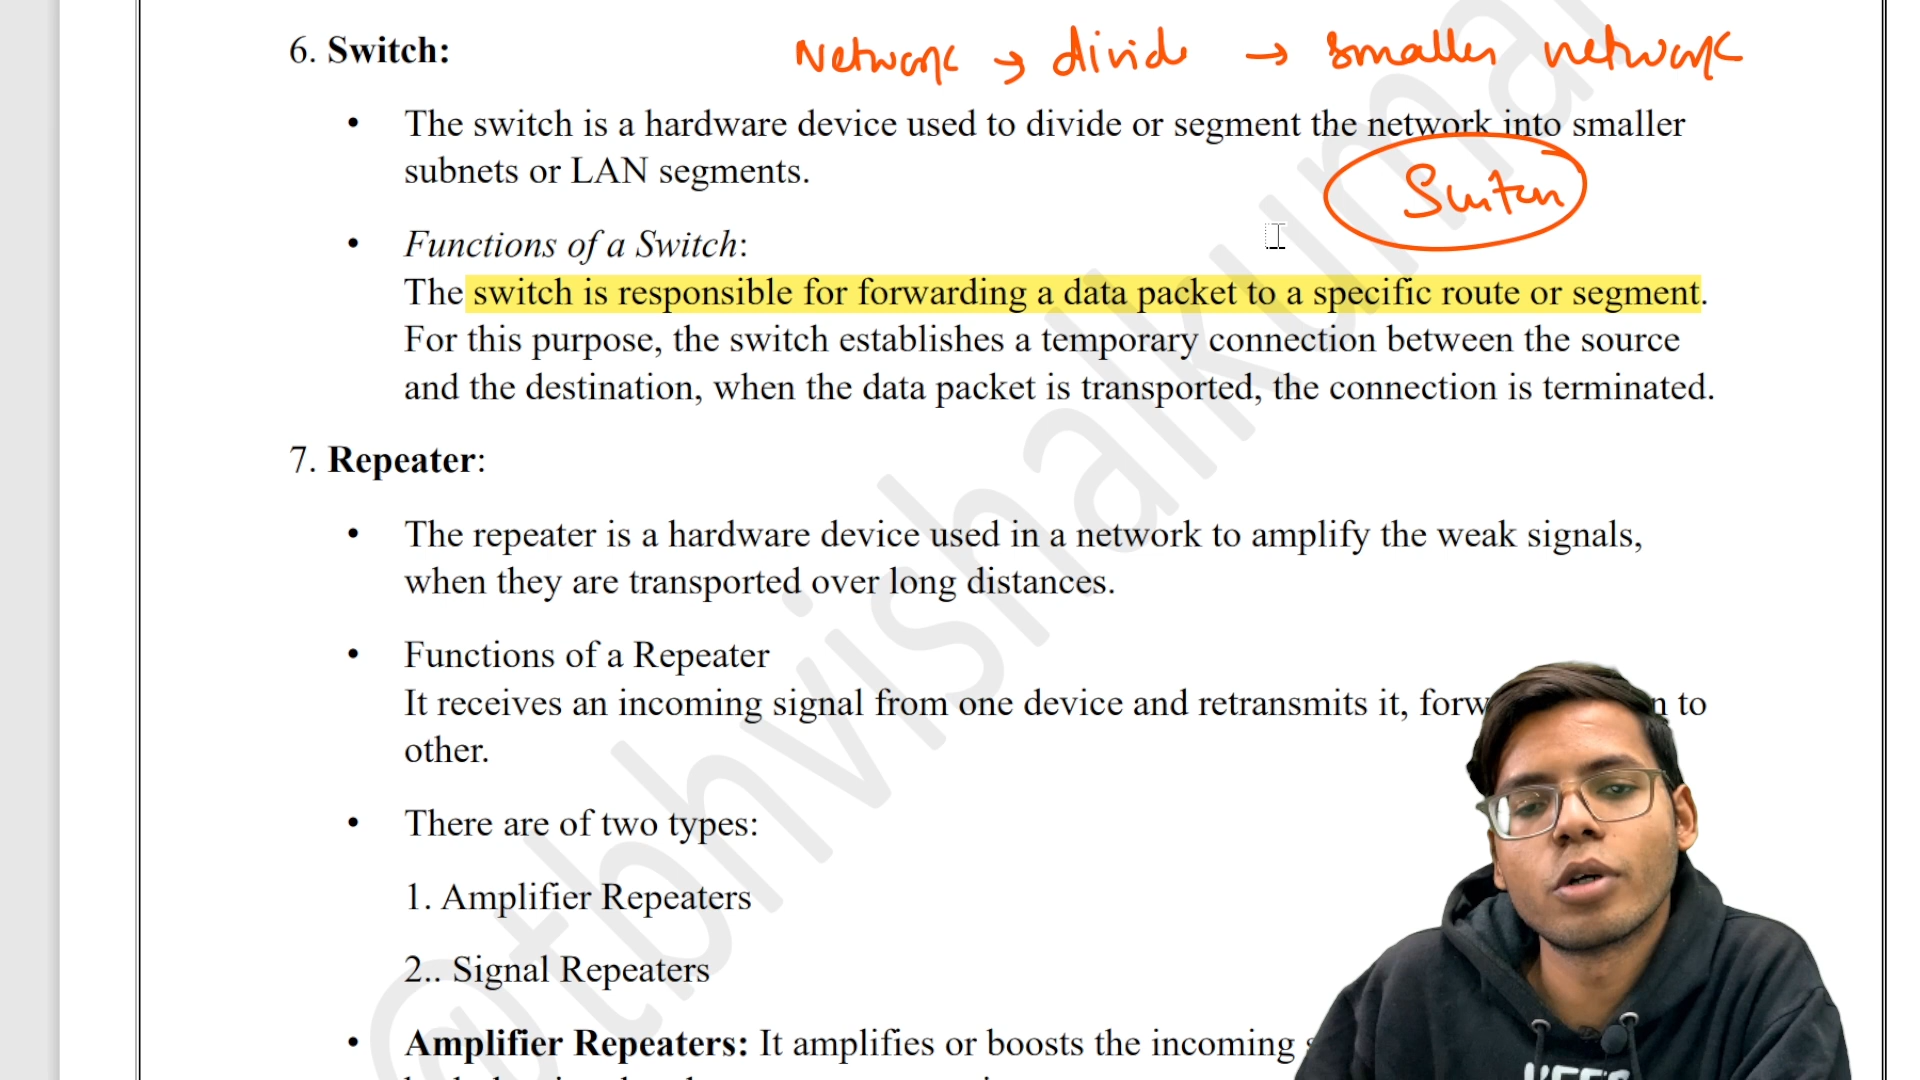 6. Switch:
Network → divide → smaller network
• The switch is a hardware device used to divide or segment the network into smaller
subnets or LAN segments.
Switch
• Functions of a Switch:
The switch is responsible for forwarding a data packet to a specific route or segment.
For this purpose, the switch establishes a temporary connection between the source
and the destination, when the data packet is transported, the connection is terminated.
7. Repeater:
• The repeater is a hardware device used in a network to amplify the weak signals,
when they are transported over long distances.
• Functions of a Repeater
It receives an incoming signal from one device and retransmits it, to
other.
• There are of two types:
1. Amplifier Repeaters
2.. Signal Repeaters
• Amplifier Repeaters: It amplifies or boosts the incoming
@tbhvishalkumar